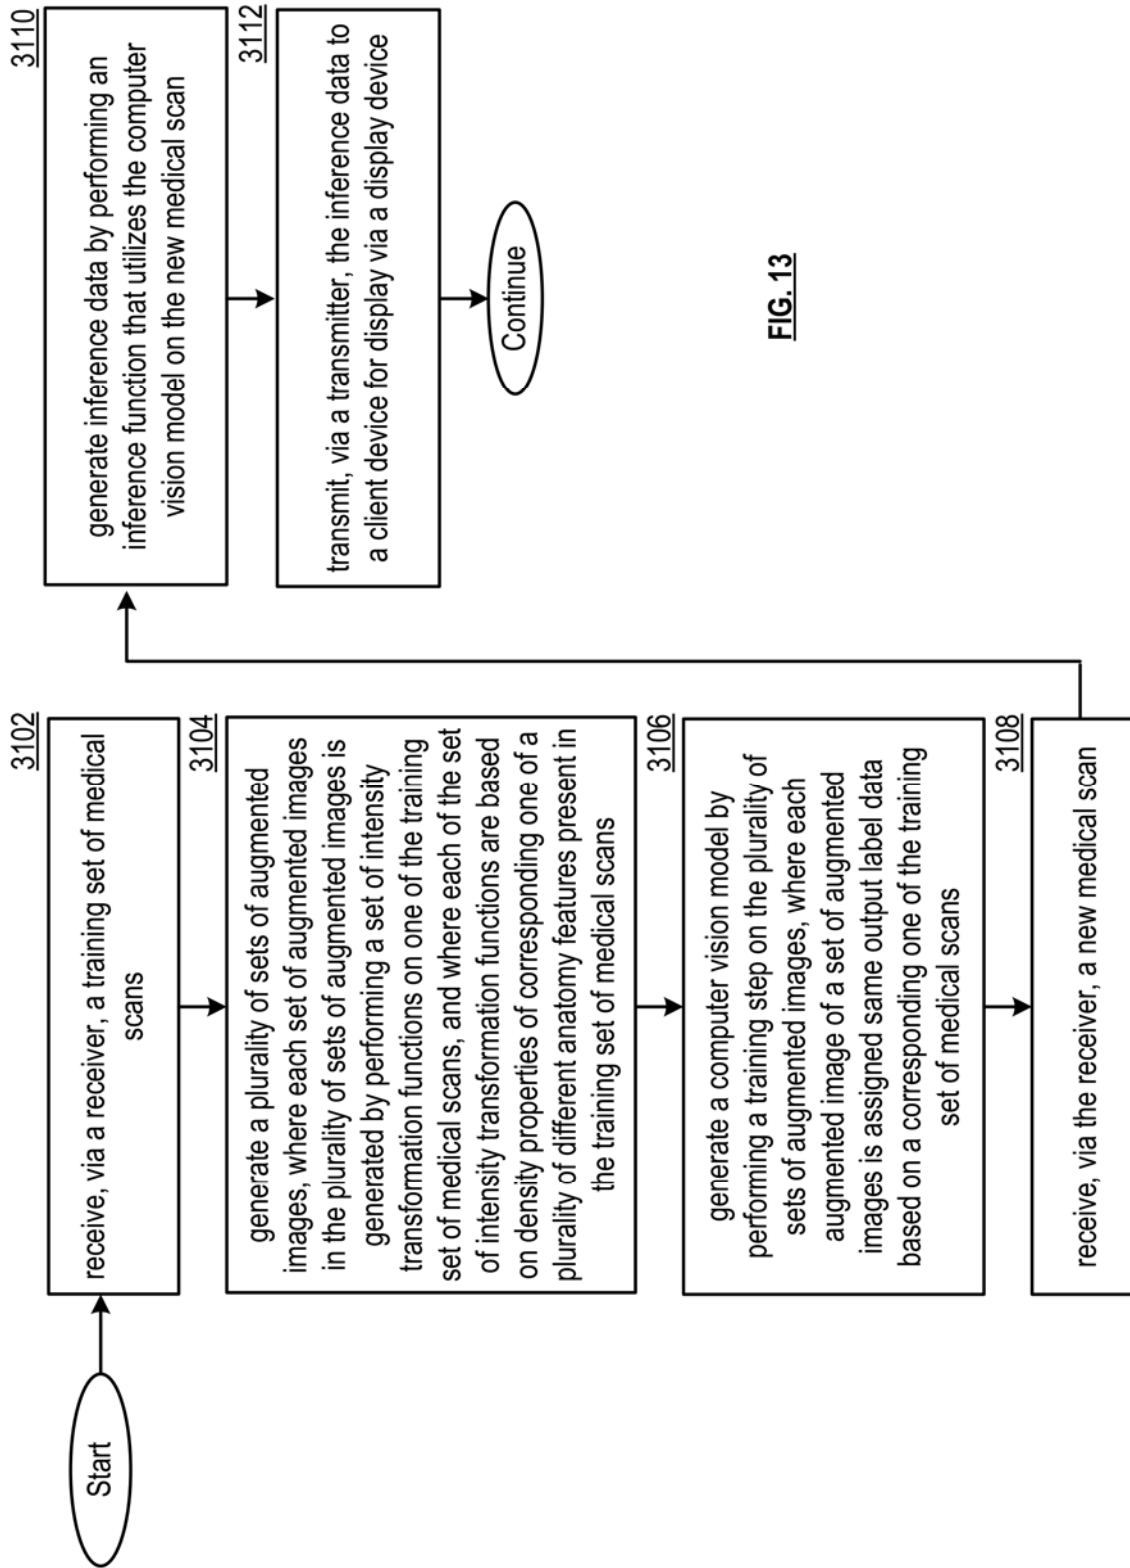 Start
3102
receive, via a receiver, a training set of medical
scans
3104
generate a plurality of sets of augmented
images, where each set of augmented images
in the plurality of sets of augmented images is
generated by performing a set of intensity
transformation functions on one of the training
set of medical scans, and where each of the set
of intensity transformation functions are based
on density properties of corresponding one of a
plurality of different anatomy features present in
the training set of medical scans
3106
generate a computer vision model by
performing a training step on the plurality of
sets of augmented images, where each
augmented image of a set of augmented
images is assigned same output label data
based on a corresponding one of the training
set of medical scans
3108
receive, via the receiver, a new medical scan
3110
generate inference data by performing an
inference function that utilizes the computer
vision model on the new medical scan
3112
transmit, via a transmitter, the inference data to
a client device for display via a display device
Continue
FIG. 13